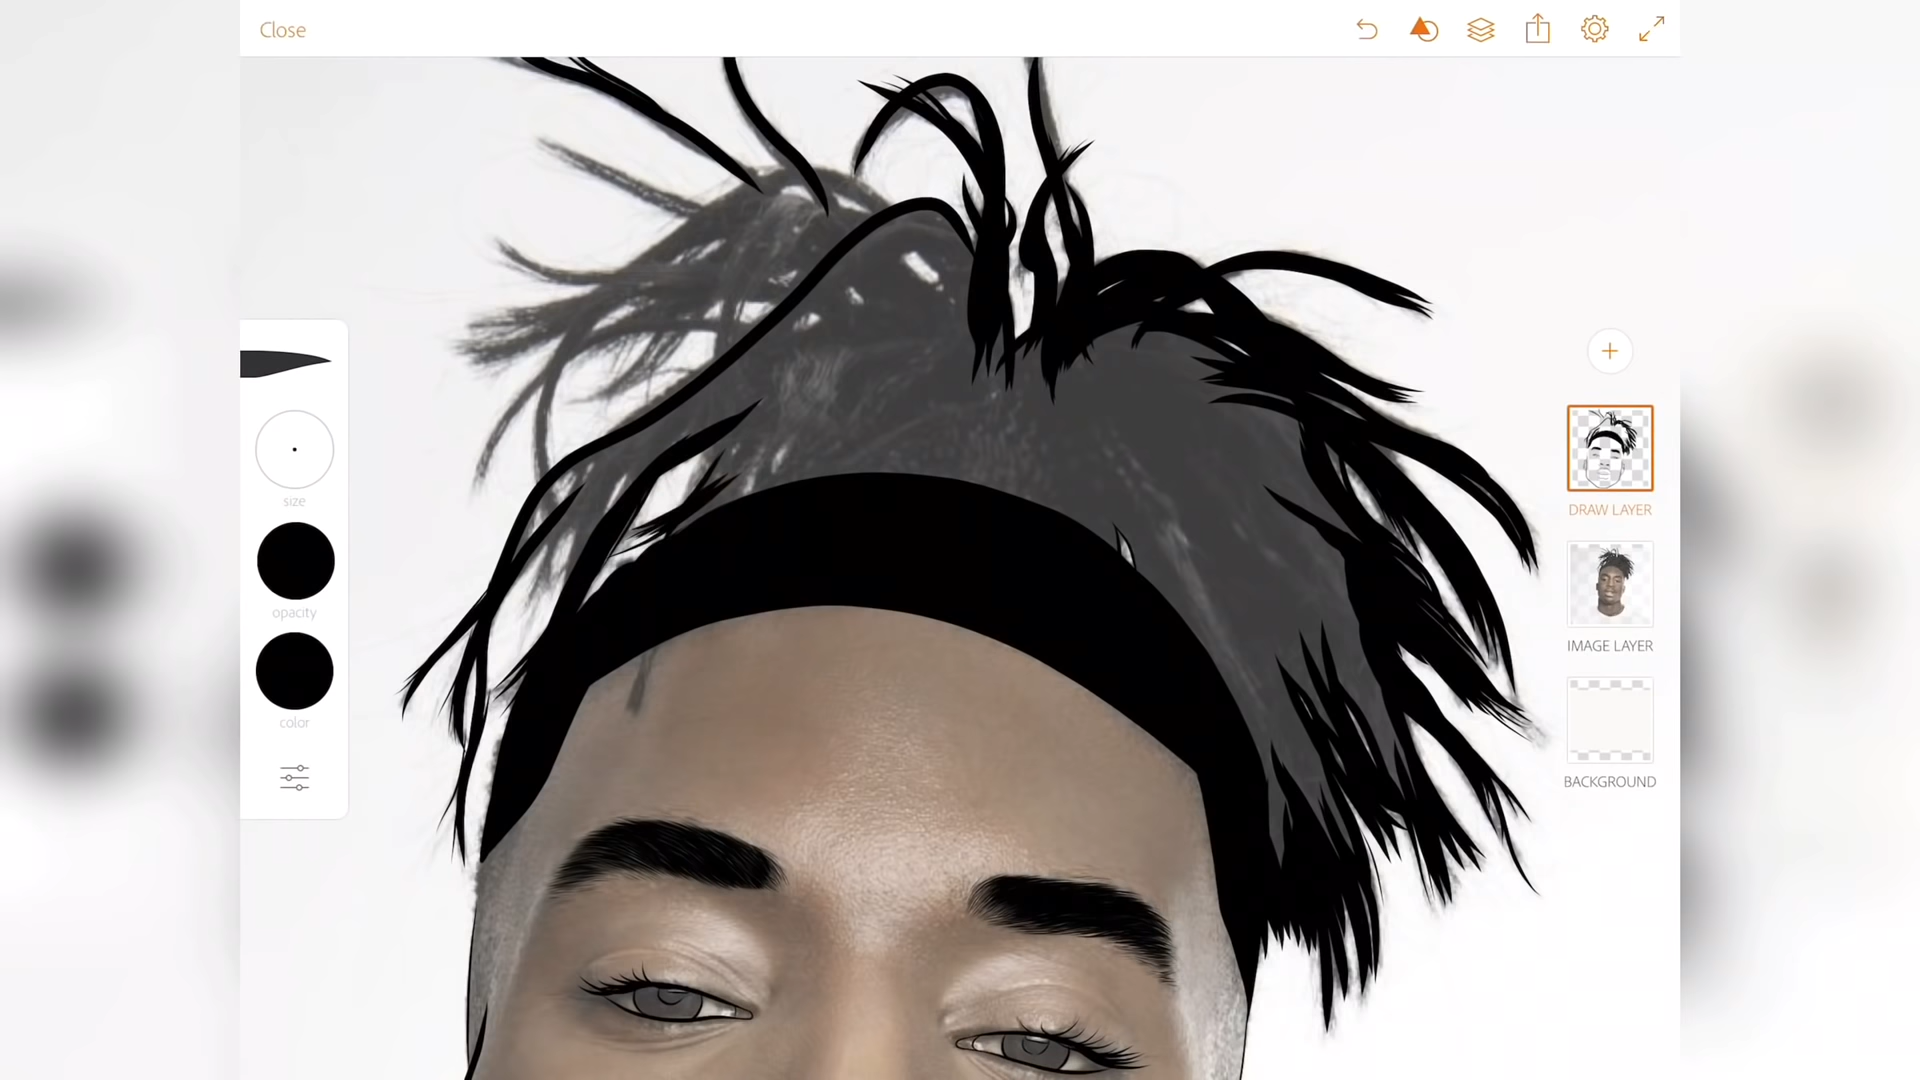 Close
size
opacity
color
DRAW LAYER
IMAGE LAYER
BACKGROUND